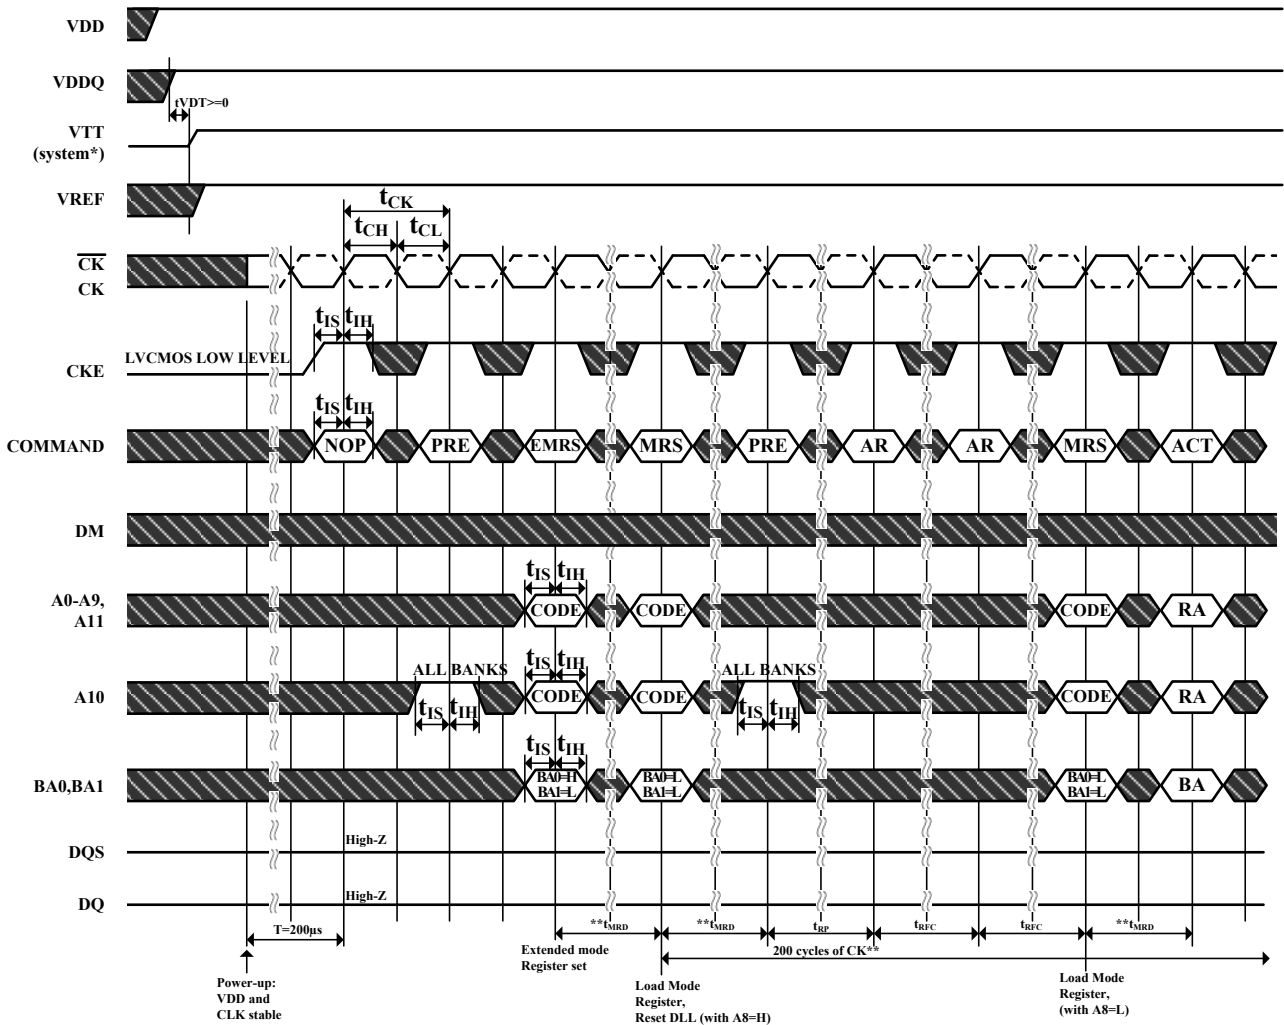 VDD
VDDQ
tVDT>=0
VTT
(system*)
VREF
tCK
tCH tCL
CK
CK
tIS tIH
LVCMOS LOW LEVEL
CKE
tIS tIH
COMMAND NOP PRE EMRS MRS PRE AR AR MRS ACT
DM
tIS tIH
A0-A9,
A11
CODE CODE CODE RA
ALL BANKS tIS tIH ALL BANKS
A10 CODE CODE CODE RA
tIS tIH tIS tIH
tIS tIH
BA0,BA1
BA0=H BA0=L BA0=L
BA1=L BA1=L BA1=L
BA
High-Z
DQS
High-Z
DQ
T=200µs **tMRD **tMRD tRP tRFC tRFC **tMRD
200 cycles of CK**
Extended mode
Register set
Power-up:
VDD and
CLK stable
Load Mode
Register,
Reset DLL (with A8=H)
Load Mode
Register,
(with A8=L)